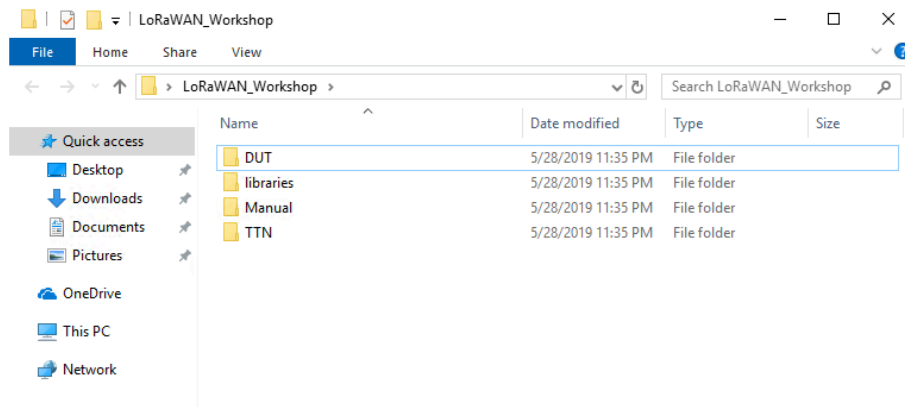 LoRaWAN_Workshop
File Home Share View
LoRaWAN_Workshop Search LoRaWAN_Workshop
Name Date modified Type Size
Quick access
Desktop
Downloads
Documents
Pictures
OneDrive
This PC
Network
DUT 5/28/2019 11:35 PM File folder
libraries 5/28/2019 11:35 PM File folder
Manual 5/28/2019 11:35 PM File folder
TTN 5/28/2019 11:35 PM File folder